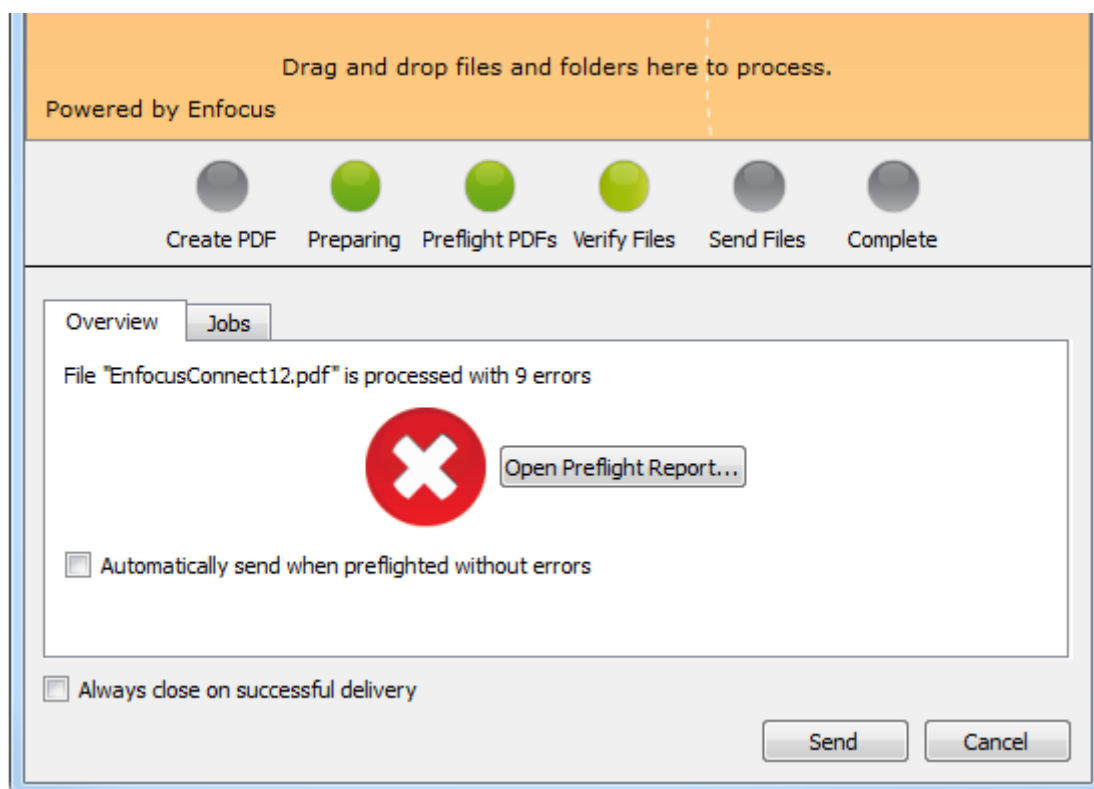 Drag and drop files and folders here to process.
Powered by Enfocus
Create PDF Preparing Preflight PDFs Verify Files Send Files Complete
Overview Jobs
File "EnfocusConnect12.pdf" is processed with 9 errors
Open Preflight Report...
Automatically send when preflighted without errors
Always close on successful delivery
Send Cancel